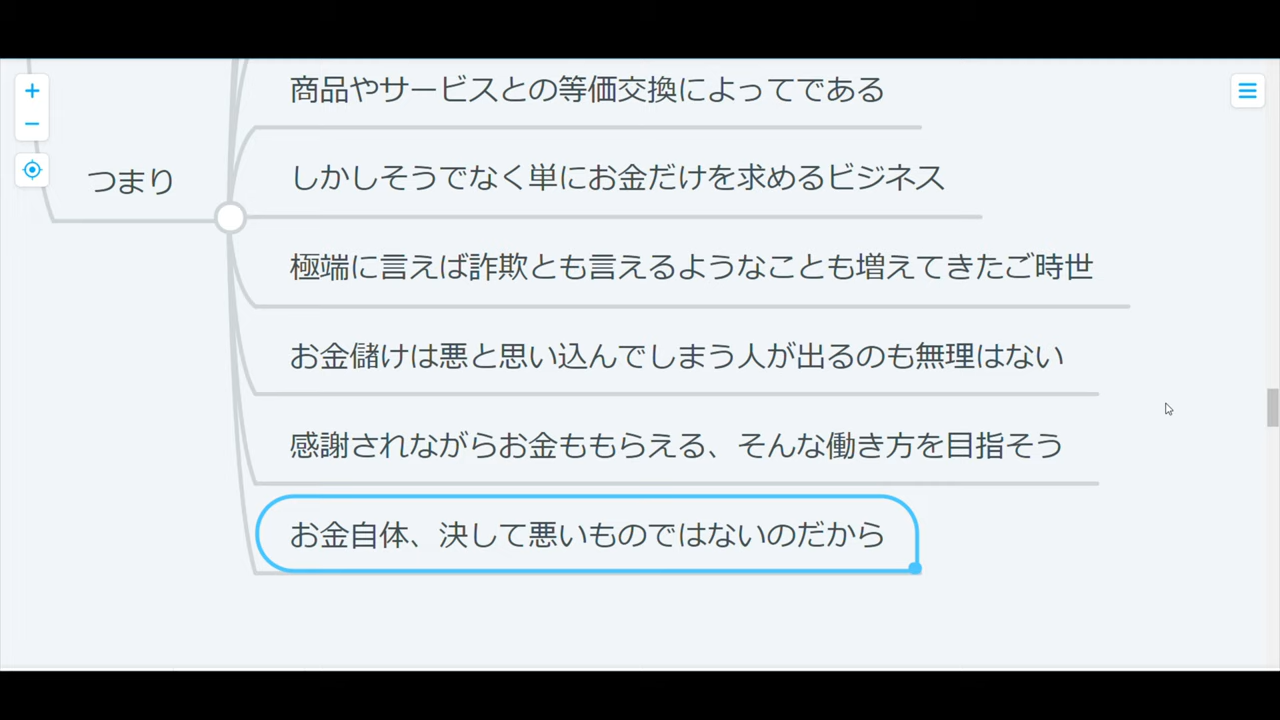 商品やサービスとの等価交換によってである
つまり
しかしそうでなく単にお金だけを求めるビジネス
極端に言えば詐欺とも言えるようなことも増えてきたご時世
お金儲けは悪と思い込んでしまう人が出るのも無理はない
感謝されながらお金ももらえる、そんな働き方を目指そう
お金自体、決して悪いものではないのだから